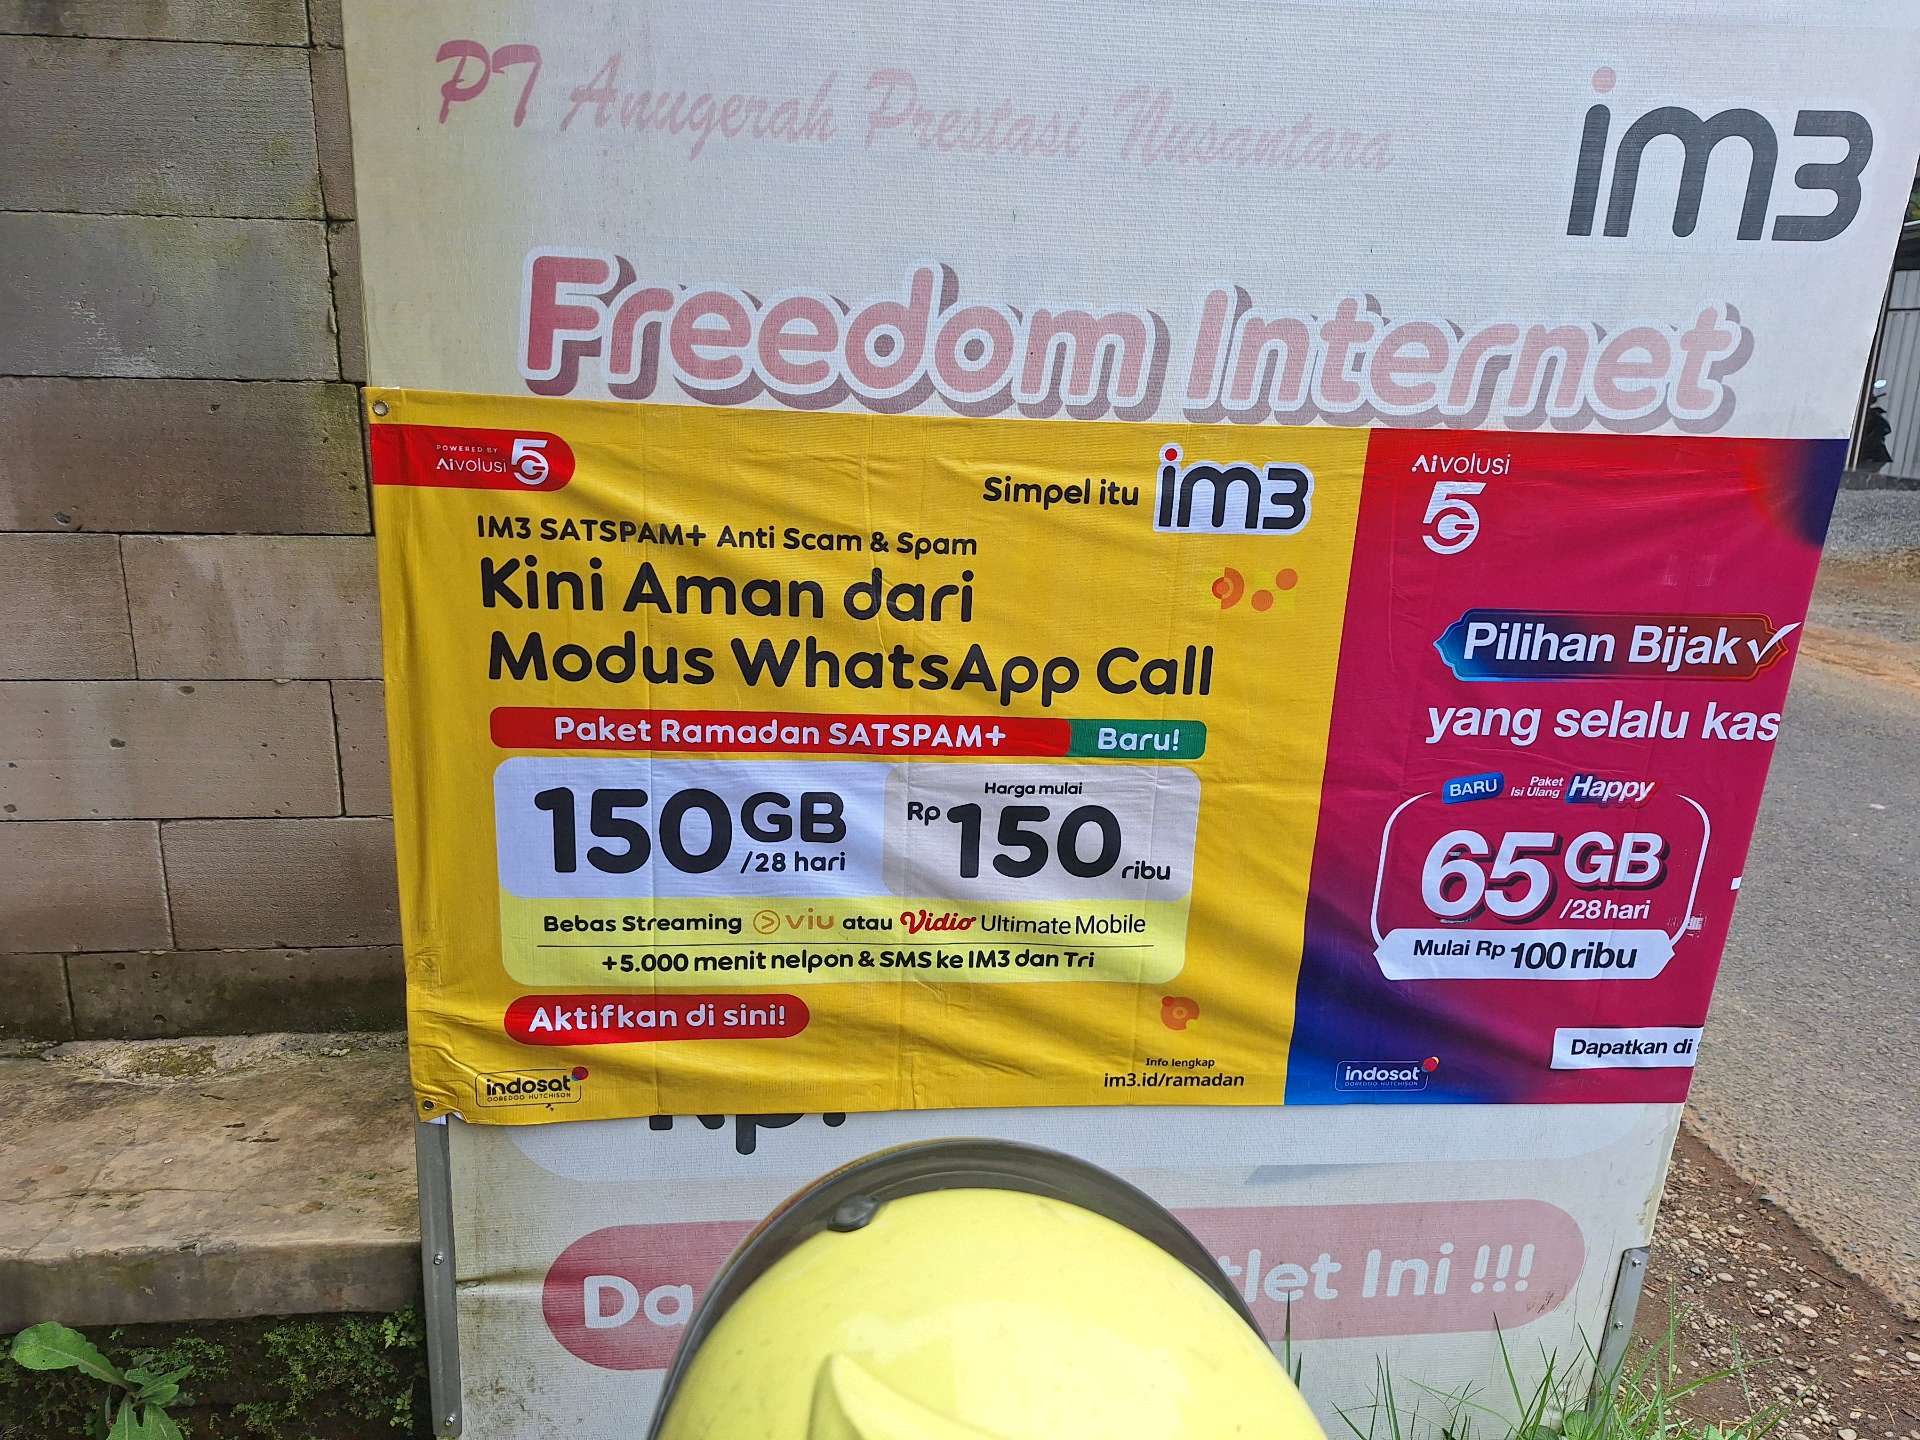 PT Anugerah Prestasi Nusantara
im3
Freedom Internet
POWERED BY
Aivolusi 5G
Simpel itu im3
IM3 SATSPAM+ Anti Scam & Spam
Kini Aman dari
Modus WhatsApp Call
Paket Ramadan SATSPAM+ Baru!
150GB
/28 hari
Harga mulai
Rp 150 ribu
Bebas Streaming viu atau Vidio Ultimate Mobile
+5.000 menit nelpon & SMS ke IM3 dan Tri
Aktifkan di sini!
indosat
OOREDOO HUTCHISON
Info lengkap
im3.id/ramadan
Aivolusi
5G
Pilihan Bijak
yang selalu kas
BARU Paket Isi Ulang Happy
65GB
/28 hari
Mulai Rp 100 ribu
Dapatkan di
indosat
OOREDOO HUTCHISON
Rp.
Da
tlet Ini !!!